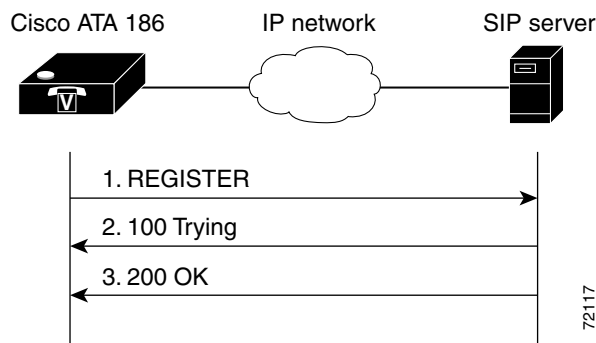 Cisco ATA 186
IP network
SIP server
V
1. REGISTER
2. 100 Trying
3. 200 OK
72117